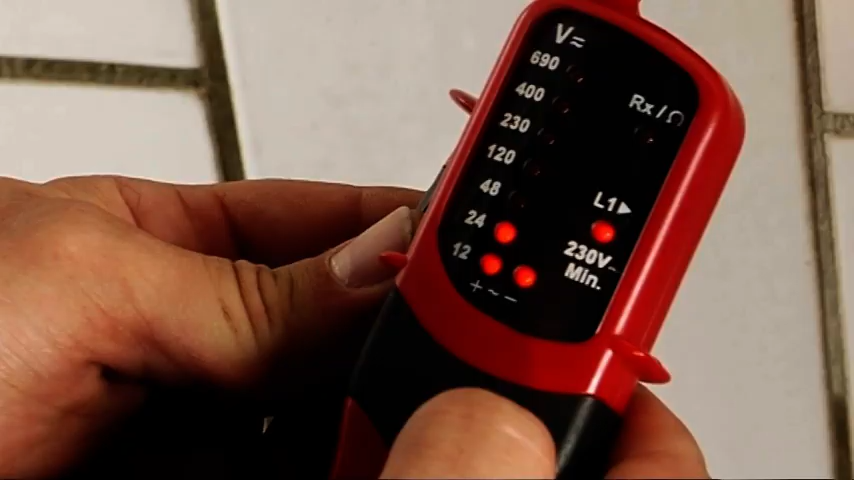 V≂
690
400
230
120
48
24
12
+ ~ −
Rx / Ω
L1▶
230V~
Min.